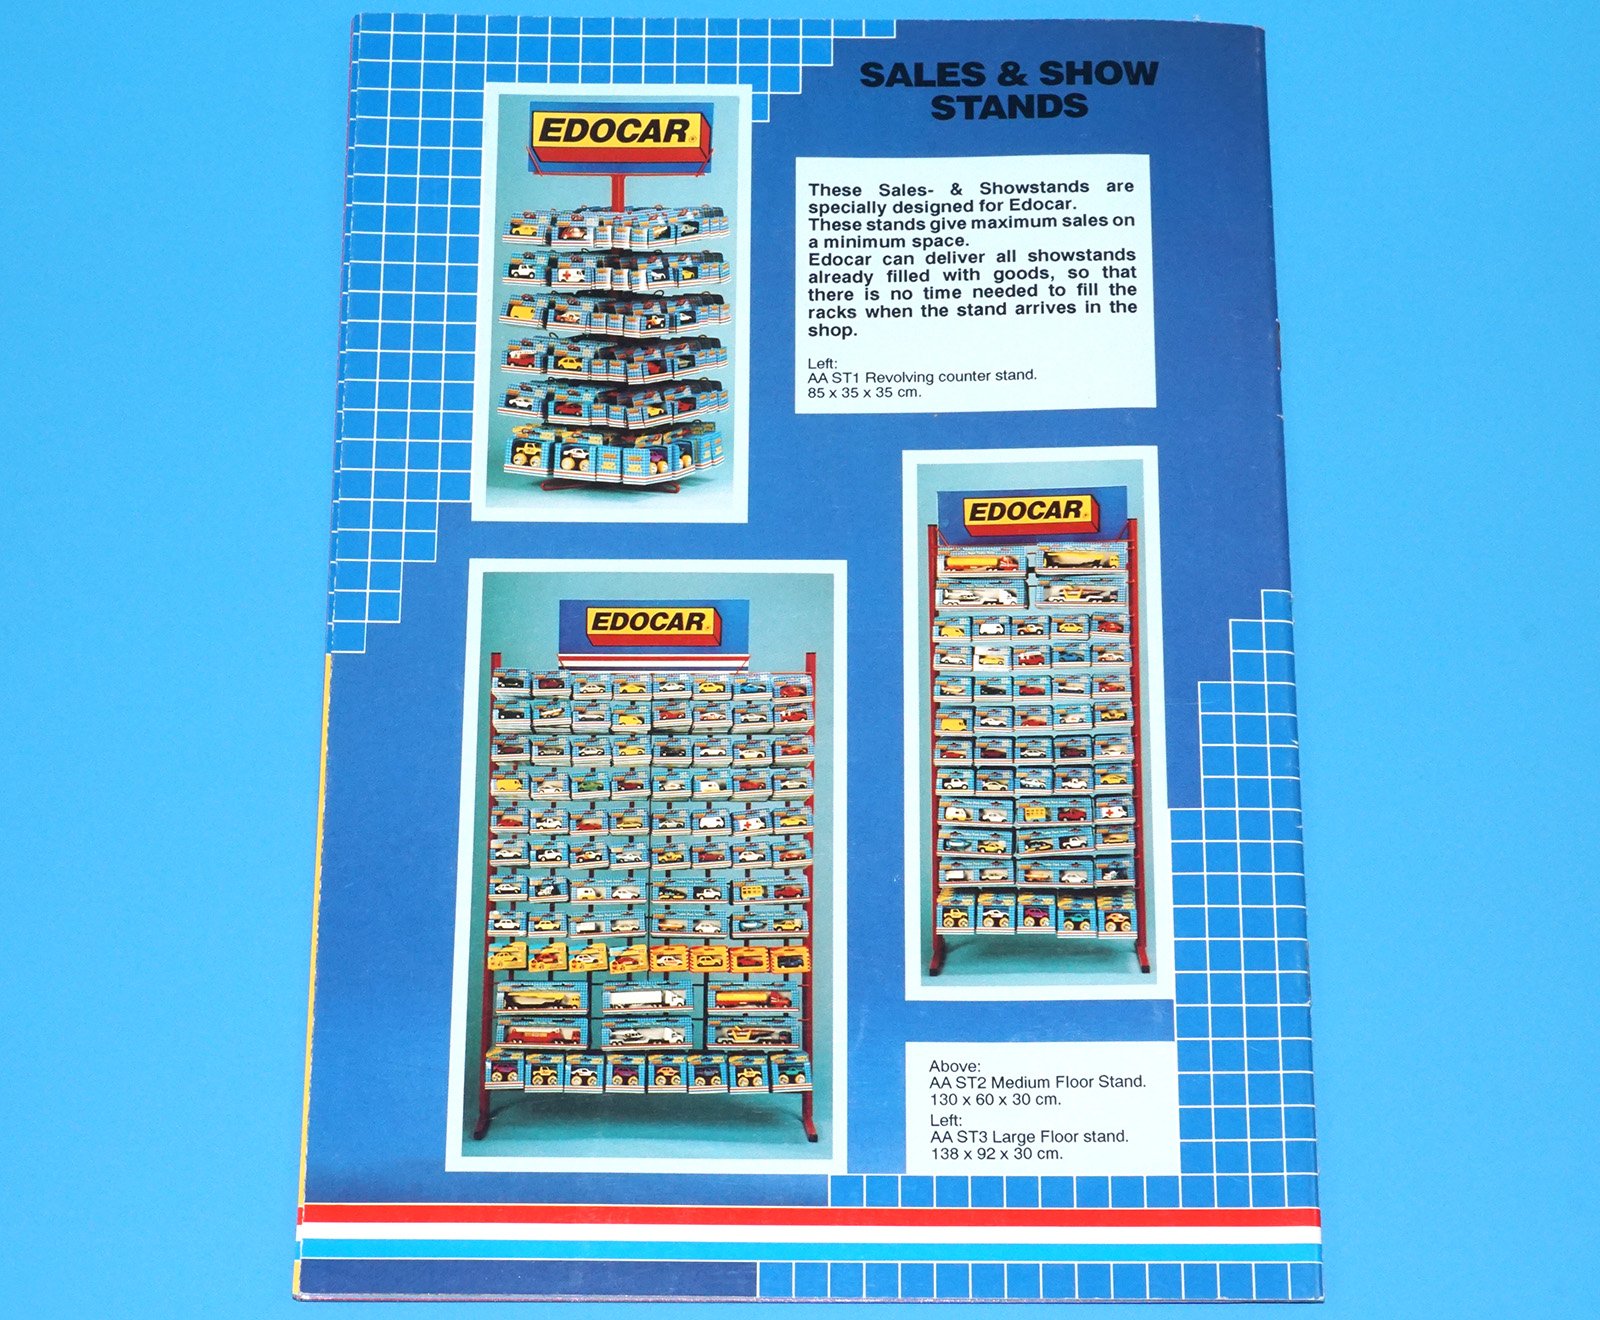 SALES & SHOW
STANDS
EDOCAR
These Sales- & Showstands are
specially designed for Edocar.
These stands give maximum sales on
a minimum space.
Edocar can deliver all showstands
already filled with goods, so that
there is no time needed to fill the
racks when the stand arrives in the
shop.
Left:
AA ST1 Revolving counter stand.
85 x 35 x 35 cm.
EDOCAR
EDOCAR
Above:
AA ST2 Medium Floor Stand.
130 x 60 x 30 cm.
Left:
AA ST3 Large Floor stand.
138 x 92 x 30 cm.